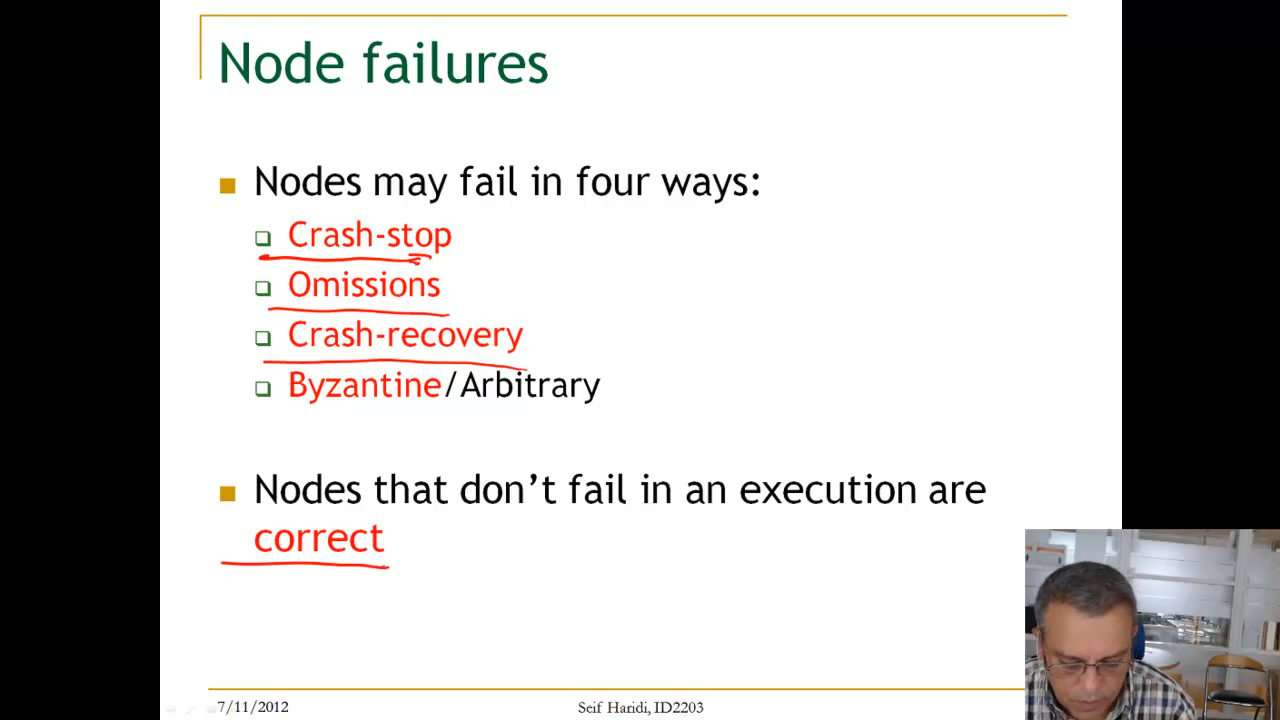 Node failures
Nodes may fail in four ways:
Crash-stop
Omissions
Crash-recovery
Byzantine/Arbitrary
Nodes that don’t fail in an execution are
correct
7/11/2012
Seif Haridi, ID2203